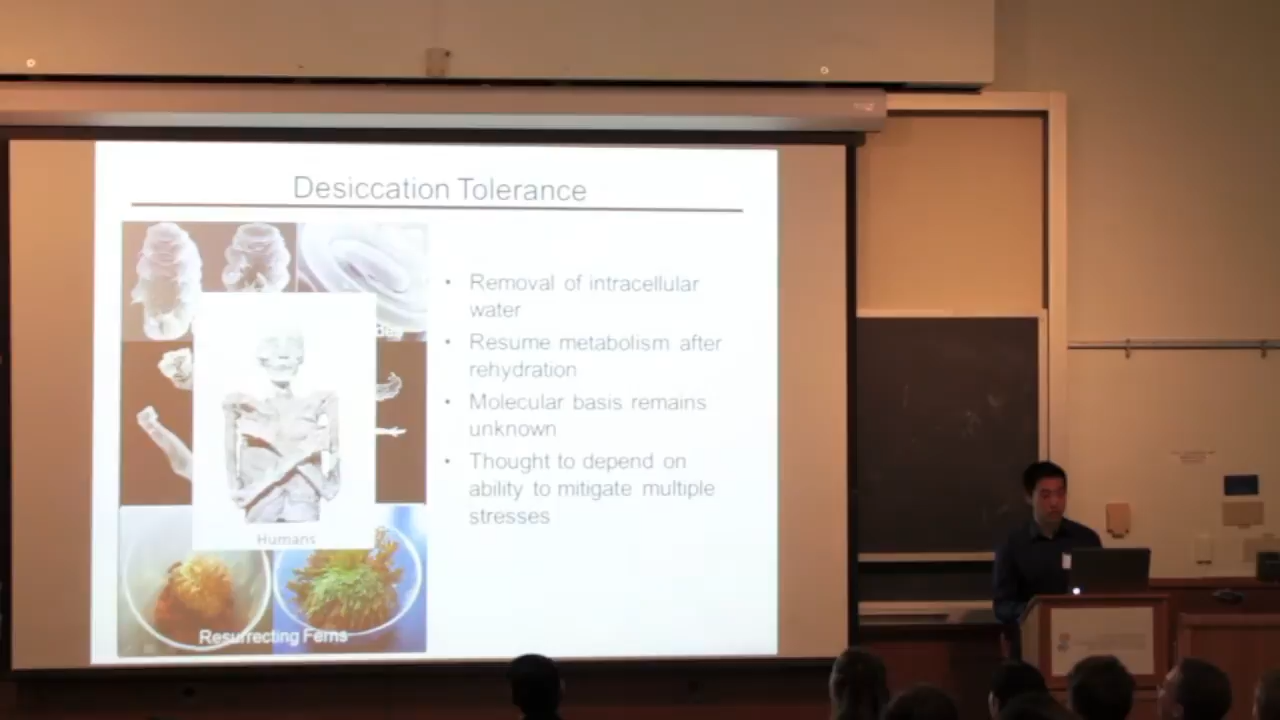 Desiccation Tolerance
• Removal of intracellular
water
• Resume metabolism after
rehydration
• Molecular basis remains
unknown
• Thought to depend on
ability to mitigate multiple
stresses
Humans
Resurrecting Ferns